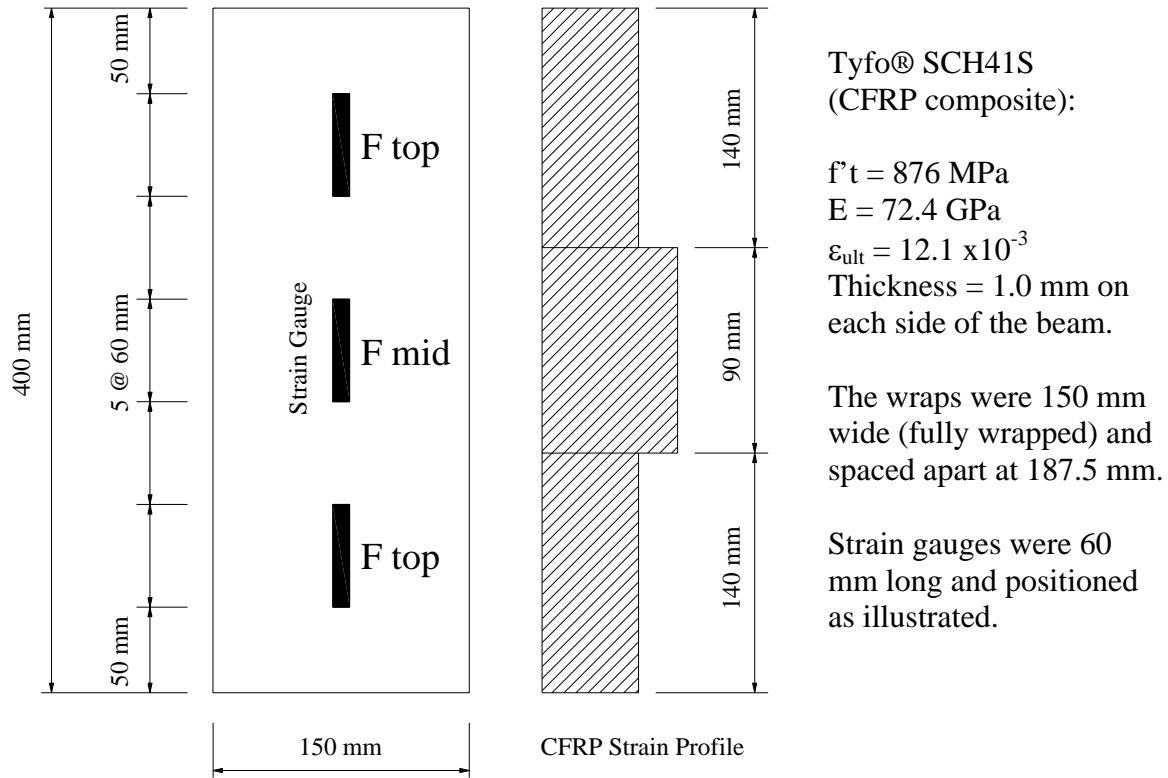 50 mm
400 mm
5 @ 60 mm
50 mm
F top
Strain Gauge
F mid
F top
150 mm
140 mm
90 mm
140 mm
CFRP Strain Profile
Tyfo® SCH41S
(CFRP composite):
f’t = 876 MPa
E = 72.4 GPa
εult = 12.1 x10-3
Thickness = 1.0 mm on
each side of the beam.
The wraps were 150 mm
wide (fully wrapped) and
spaced apart at 187.5 mm.
Strain gauges were 60
mm long and positioned
as illustrated.